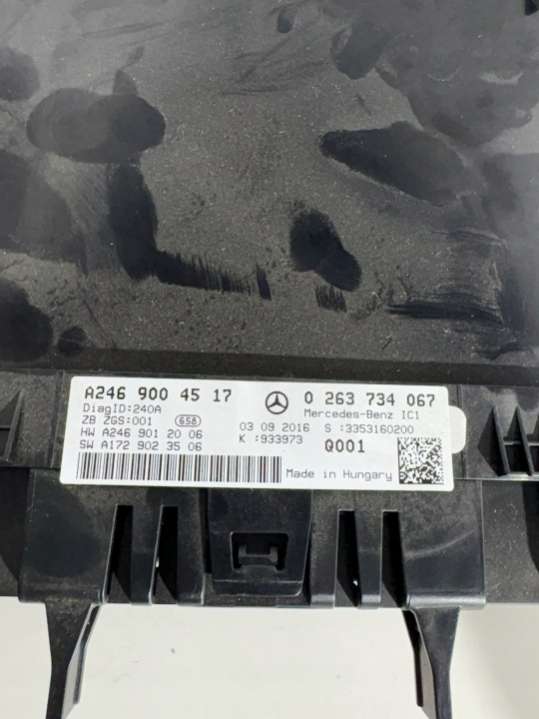 A246 900 45 17 0 263 734 067
DiagID:240A Mercedes-Benz IC1
ZB ZGS:001 658 03 09 2016 S :3353160200
HW A246 901 20 06 K :933973 Q001
SW A172 902 35 06
Made in Hungary